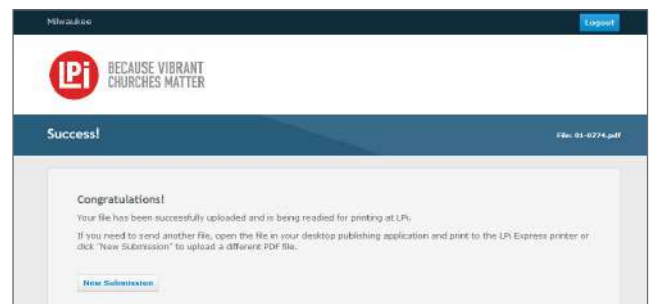 Milwaukee
Logout
LPi
BECAUSE VIBRANT
CHURCHES MATTER
Success!
File: 01-0774.pdf
Congratulations!
Your file has been successfully uploaded and is being readied for printing at LPi.
If you need to send another file, open the file in your desktop publishing application and print to the LPi Express printer or
click "New Submission" to upload a different PDF file.
New Submission